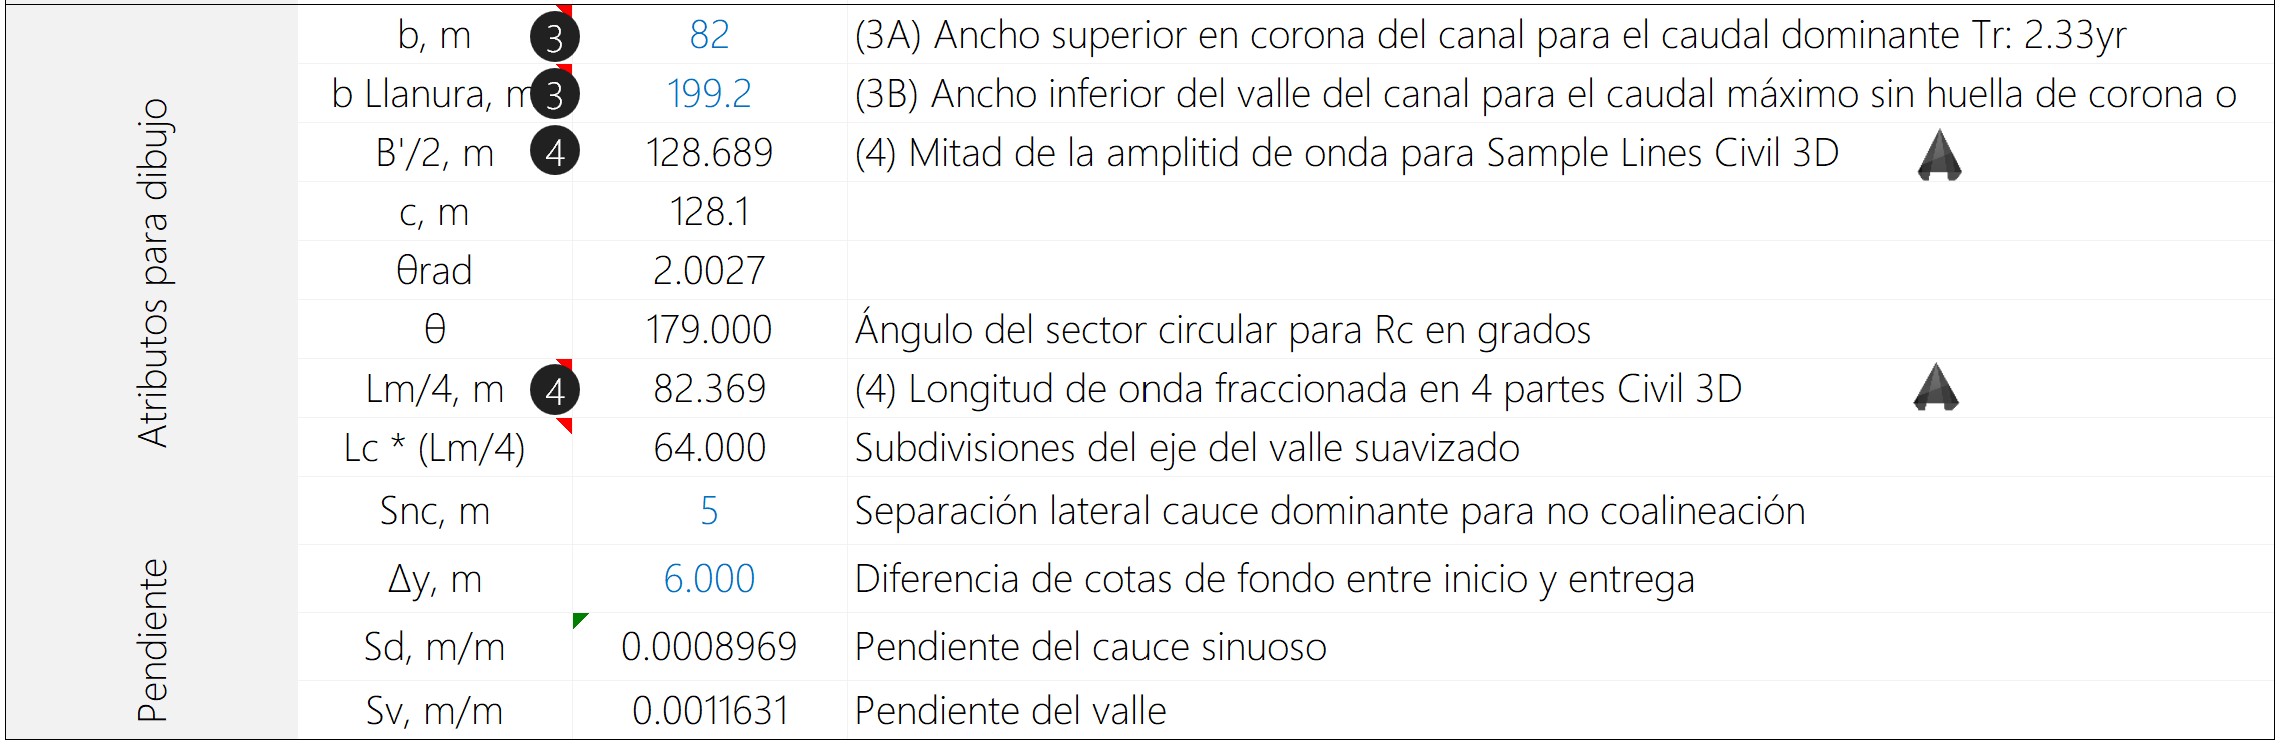 Atributos para dibujo
b, m 3 82 (3A) Ancho superior en corona del canal para el caudal dominante Tr: 2.33yr
b Llanura, m 3 199.2 (3B) Ancho inferior del valle del canal para el caudal máximo sin huella de corona o
B'/2, m 4 128.689 (4) Mitad de la amplitid de onda para Sample Lines Civil 3D
c, m 128.1
θrad 2.0027
θ 179.000 Ángulo del sector circular para Rc en grados
Lm/4, m 4 82.369 (4) Longitud de onda fraccionada en 4 partes Civil 3D
Lc * (Lm/4) 64.000 Subdivisiones del eje del valle suavizado
Snc, m 5 Separación lateral cauce dominante para no coalineación
Pendiente
Δy, m 6.000 Diferencia de cotas de fondo entre inicio y entrega
Sd, m/m 0.0008969 Pendiente del cauce sinuoso
Sv, m/m 0.0011631 Pendiente del valle